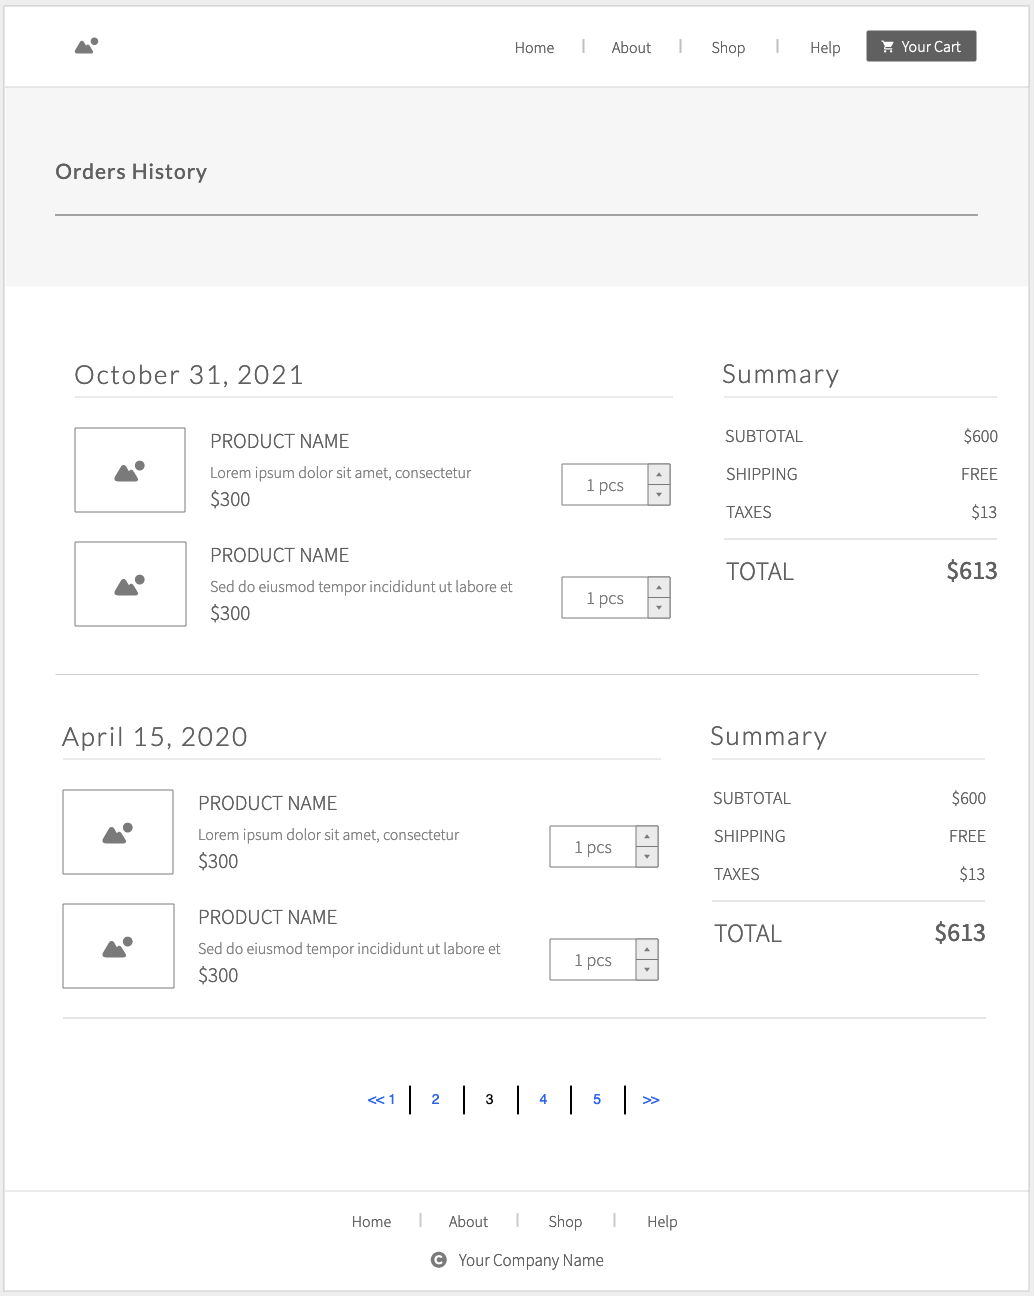 Home | About | Shop | Help Your Cart
Orders History
October 31, 2021
PRODUCT NAME
Lorem ipsum dolor sit amet, consectetur
$300
1 pcs
PRODUCT NAME
Sed do eiusmod tempor incididunt ut labore et
$300
1 pcs
Summary
SUBTOTAL $600
SHIPPING FREE
TAXES $13
TOTAL $613
April 15, 2020
PRODUCT NAME
Lorem ipsum dolor sit amet, consectetur
$300
1 pcs
PRODUCT NAME
Sed do eiusmod tempor incididunt ut labore et
$300
1 pcs
Summary
SUBTOTAL $600
SHIPPING FREE
TAXES $13
TOTAL $613
<< 1 | 2 | 3 | 4 | 5 | >>
Home | About | Shop | Help
© Your Company Name